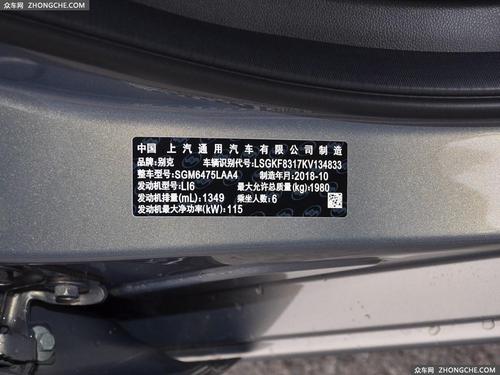 众车网 ZHONGCHE.COM
中国 上汽通用汽车有限公司制造
品牌:别克 车辆识别代号:LSGKF8317KV134833
整车型号:SGM6475LAA4 制造年月:2018-10
发动机型号:LI6 最大允许总质量(kg):1980
发动机排量(mL):1349 乘坐人数:6
发动机最大净功率(kW):115
众车网 ZHONGCHE.COM